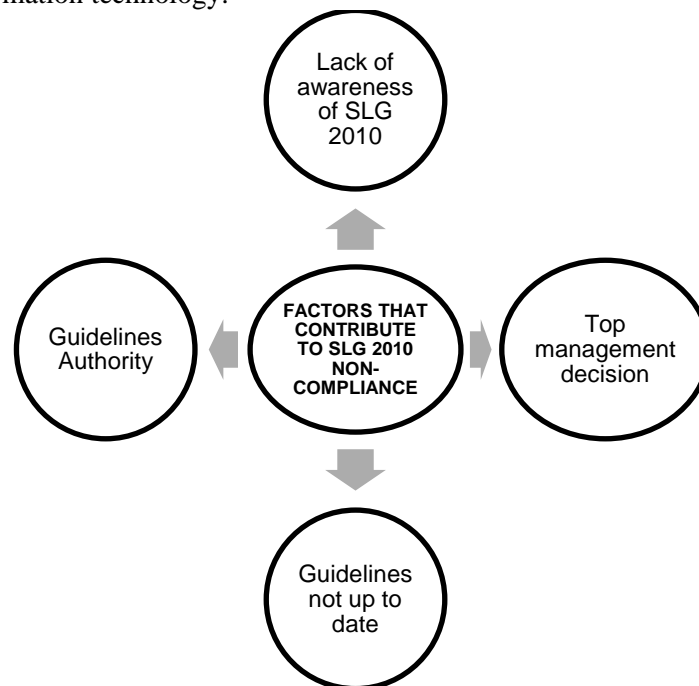 mation technology.
Lack of
awareness
of SLG
2010
Guidelines
Authority
FACTORS THAT
CONTRIBUTE
TO SLG 2010
NON-
COMPLIANCE
Top
management
decision
Guidelines
not up to
date